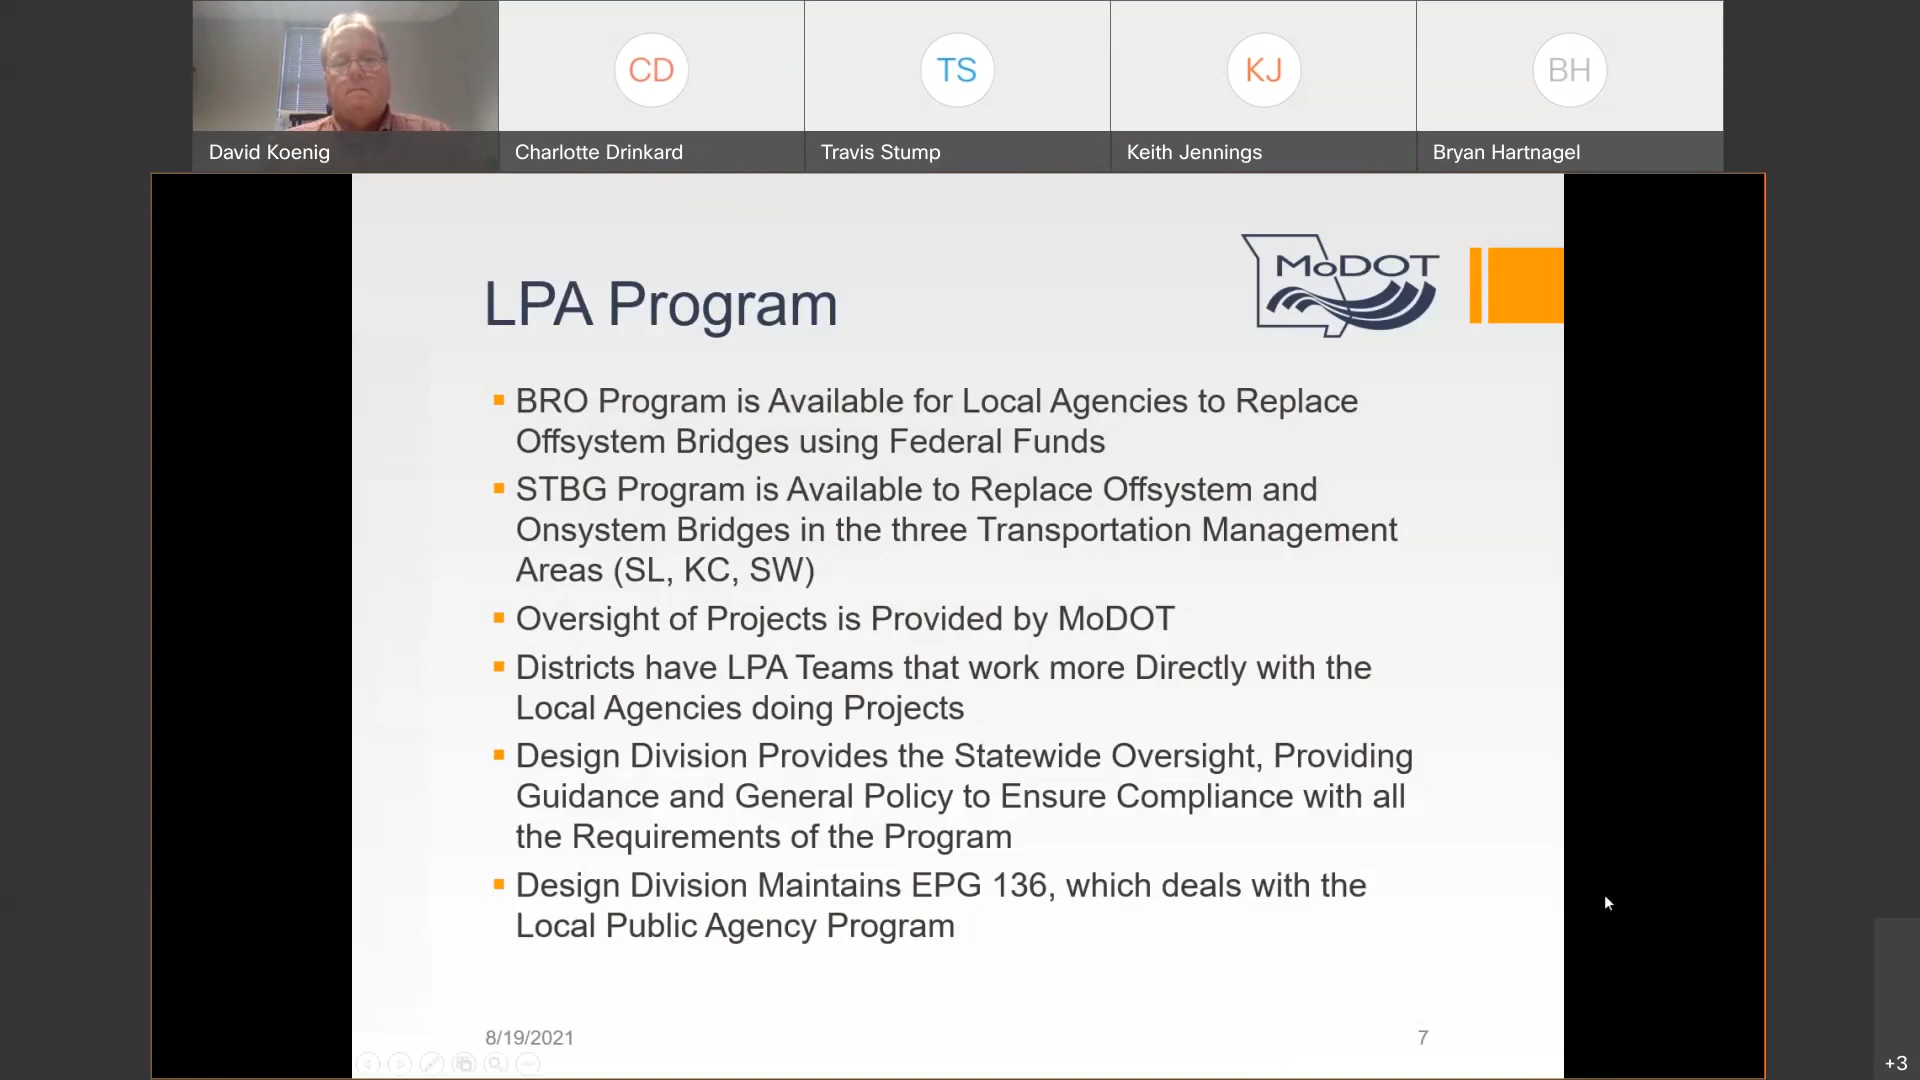 CD
TS
KJ
BH
David Koenig
Charlotte Drinkard
Travis Stump
Keith Jennings
Bryan Hartnagel
MoDOT
LPA Program
BRO Program is Available for Local Agencies to Replace
Offsystem Bridges using Federal Funds
STBG Program is Available to Replace Offsystem and
Onsystem Bridges in the three Transportation Management
Areas (SL, KC, SW)
Oversight of Projects is Provided by MoDOT
Districts have LPA Teams that work more Directly with the
Local Agencies doing Projects
Design Division Provides the Statewide Oversight, Providing
Guidance and General Policy to Ensure Compliance with all
the Requirements of the Program
Design Division Maintains EPG 136, which deals with the
Local Public Agency Program
8/19/2021
7
+3